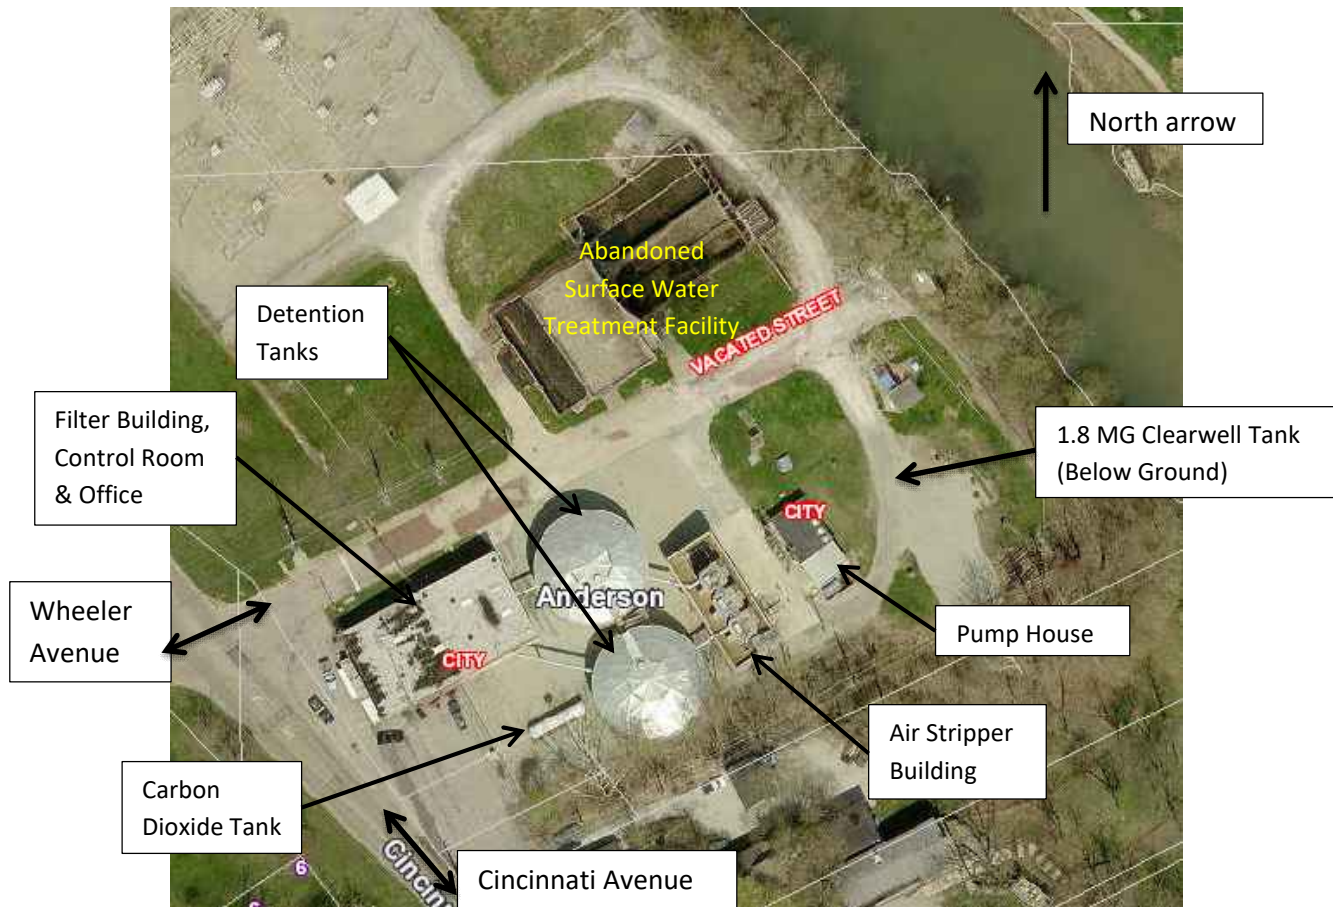 North arrow
Abandoned
Surface Water
Treatment Facility
VACATED STREET
Detention
Tanks
Filter Building,
Control Room
& Office
1.8 MG Clearwell Tank
(Below Ground)
CITY
Anderson
Wheeler
Avenue
CITY
Pump House
Air Stripper
Building
Carbon
Dioxide Tank
Cincinnati Avenue
6